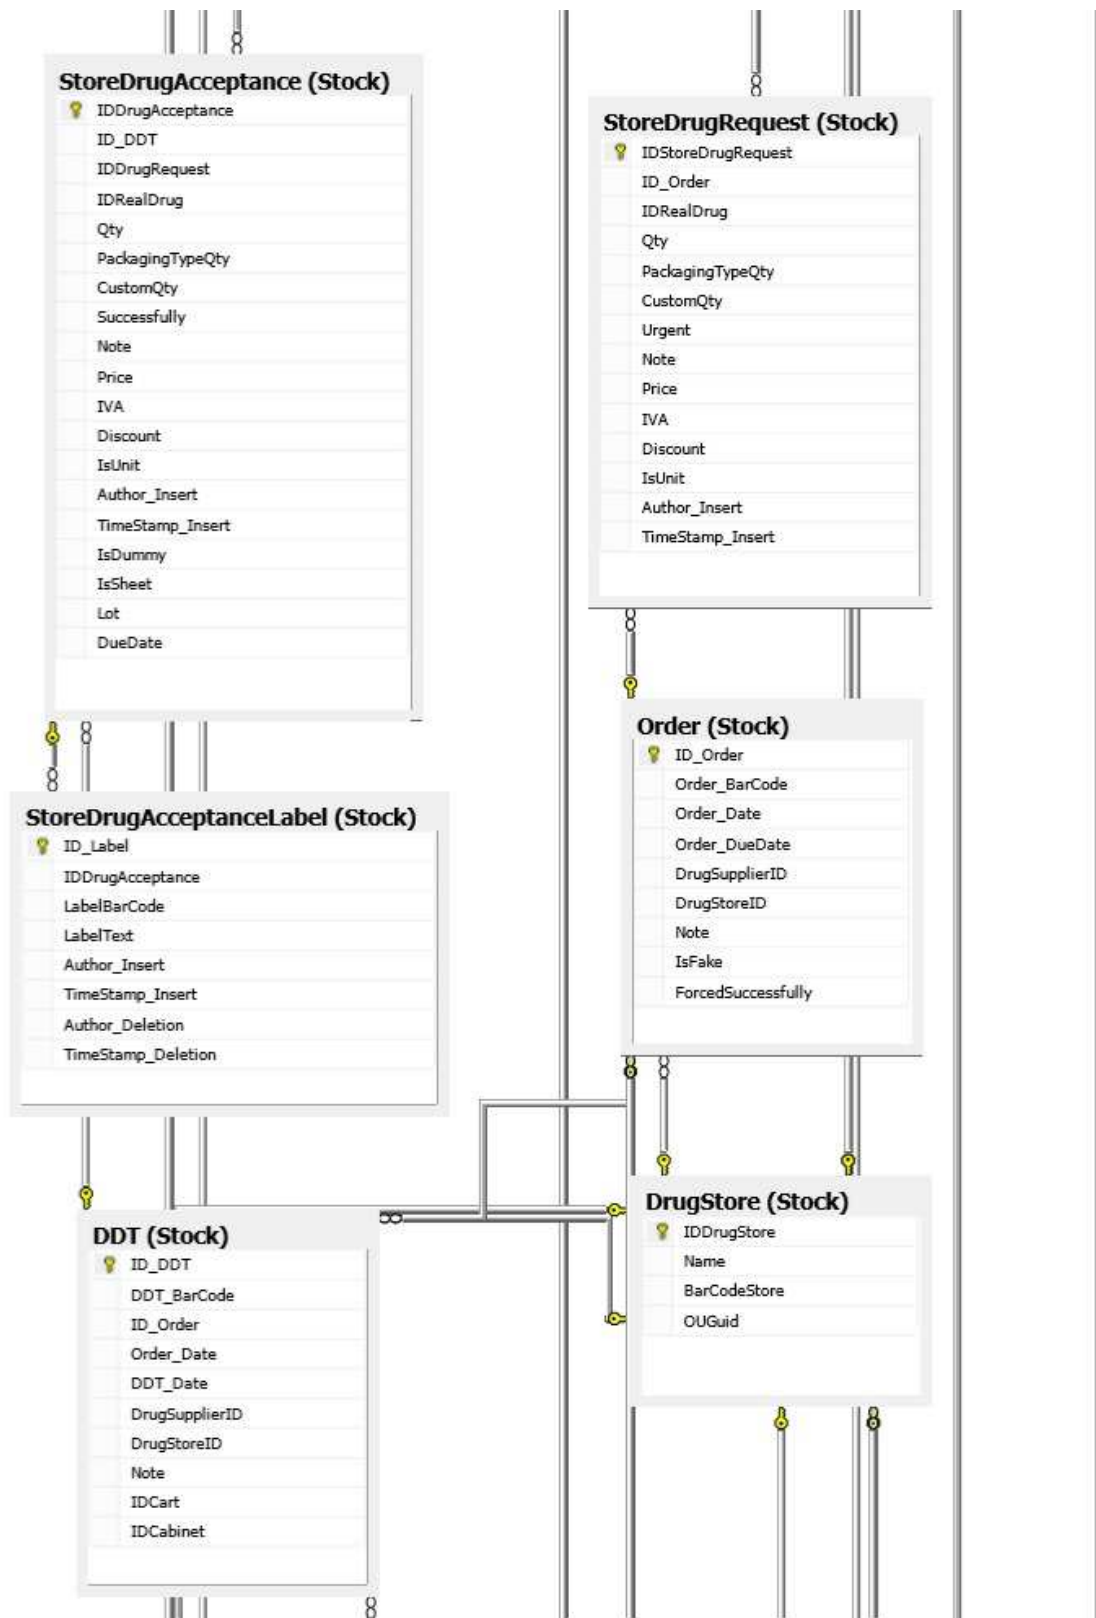 StoreDrugAcceptance (Stock)
IDDrugAcceptance
ID_DDT
IDDrugRequest
IDRealDrug
Qty
PackagingTypeQty
CustomQty
Successfully
Note
Price
IVA
Discount
IsUnit
Author_Insert
TimeStamp_Insert
IsDummy
IsSheet
Lot
DueDate
StoreDrugRequest (Stock)
IDStoreDrugRequest
ID_Order
IDRealDrug
Qty
PackagingTypeQty
CustomQty
Urgent
Note
Price
IVA
Discount
IsUnit
Author_Insert
TimeStamp_Insert
StoreDrugAcceptanceLabel (Stock)
ID_Label
IDDrugAcceptance
LabelBarCode
LabelText
Author_Insert
TimeStamp_Insert
Author_Deletion
TimeStamp_Deletion
Order (Stock)
ID_Order
Order_BarCode
Order_Date
Order_DueDate
DrugSupplierID
DrugStoreID
Note
IsFake
ForcedSuccessfully
DDT (Stock)
ID_DDT
DDT_BarCode
ID_Order
Order_Date
DDT_Date
DrugSupplierID
DrugStoreID
Note
IDCart
IDCabinet
DrugStore (Stock)
IDDrugStore
Name
BarCodeStore
OUGuid